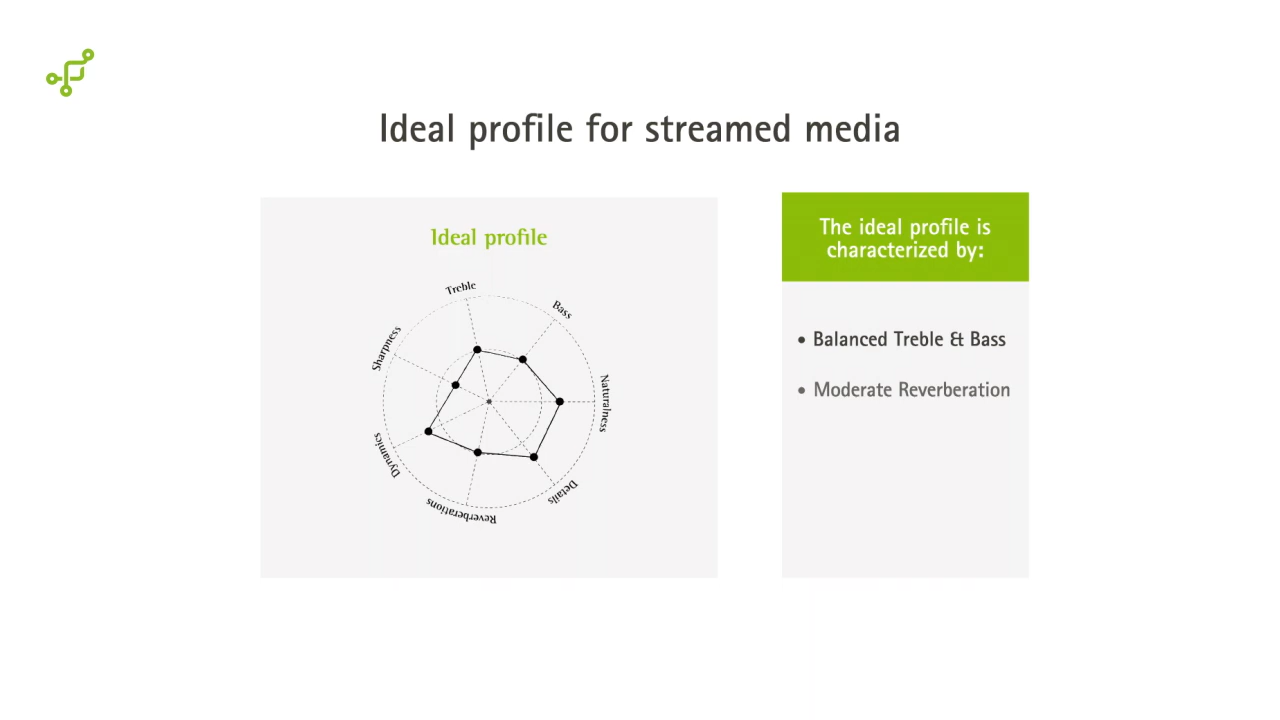 Ideal profile for streamed media
Ideal profile
Treble
Bass
Sharpness
Naturalness
Dynamics
Details
Reverberations
The ideal profile is
characterized by:
• Balanced Treble & Bass
• Moderate Reverberation